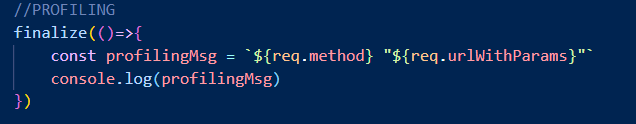 //PROFILING
finalize(()=>{
const profilingMsg = `${req.method} "${req.urlWithParams}"`
console.log(profilingMsg)
})